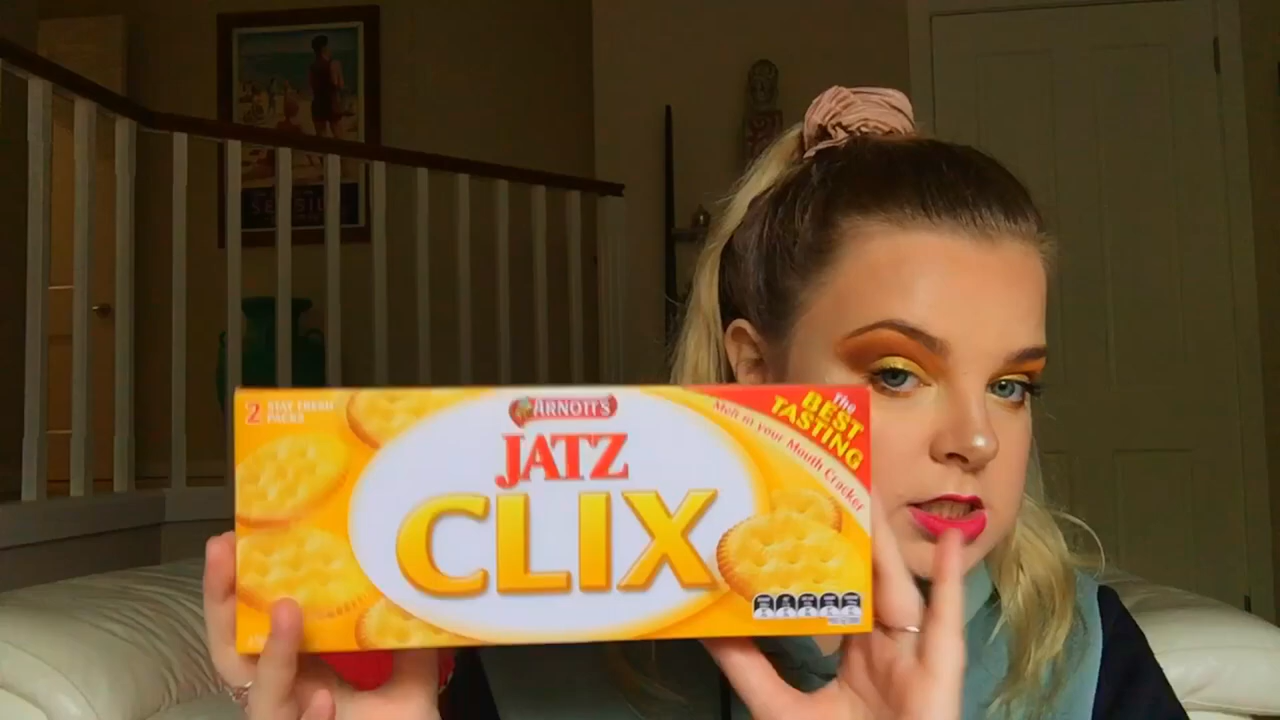 2 STAY FRESH
PACKS
ARNOTT'S
JATZ
CLIX
The
BEST
TASTING
Melt in your Mouth Cracker